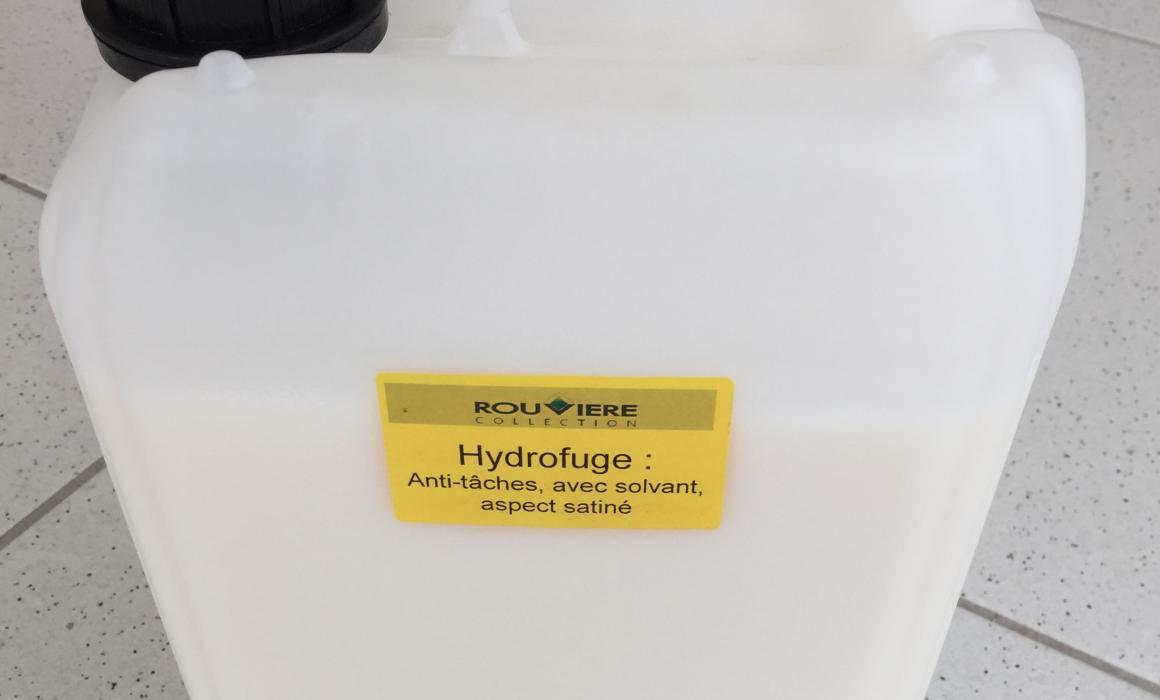 ROUVIERE
COLLECTION
Hydrofuge :
Anti-tâches, avec solvant,
aspect satiné